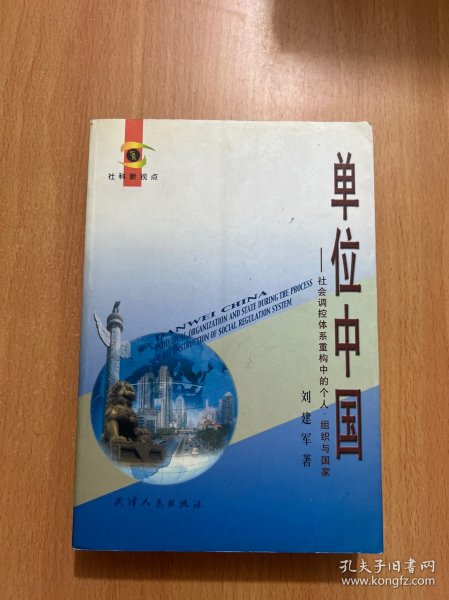 社科新视点
单位中国
——社会调控体系重构中的个人、组织与国家
刘建军 著
DANWEI CHINA
INDIVIDUAL, ORGANIZATION AND STATE DURING THE PROCESS
CONSTRUCTION OF SOCIAL REGULATION SYSTEM
天津人民出版社
孔夫子旧书网
www.kongfz.com